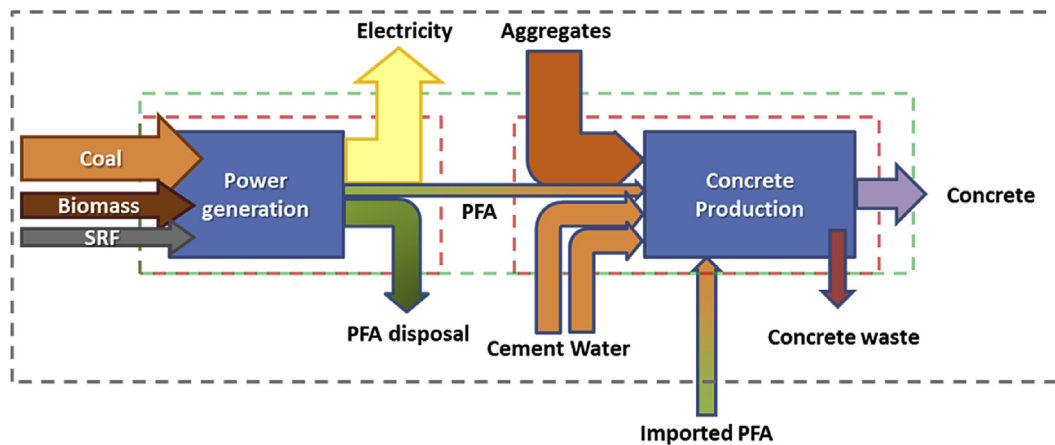 Electricity
Aggregates
Coal
Biomass
SRF
Power
generation
PFA
Concrete
Production
Concrete
PFA disposal
Cement Water
Concrete waste
Imported PFA